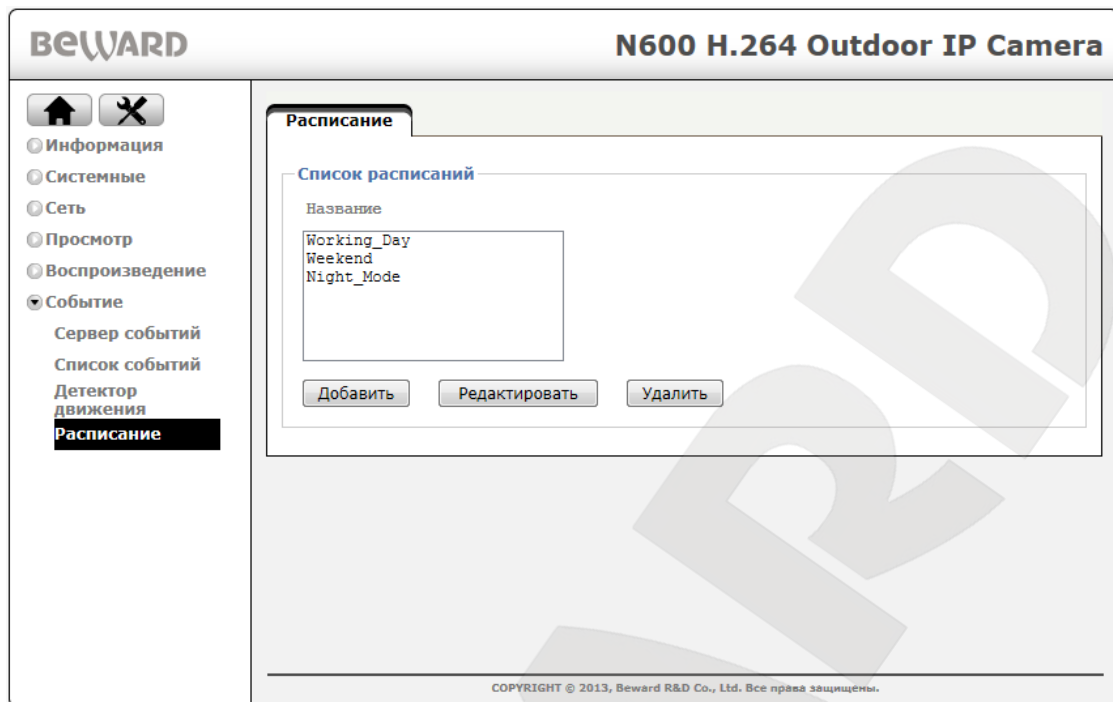 BEWARD
N600 H.264 Outdoor IP Camera
Информация
Системные
Сеть
Просмотр
Воспроизведение
Событие
Сервер событий
Список событий
Детектор
движения
Расписание
Расписание
Список расписаний
Название
Working_Day
Weekend
Night_Mode
Добавить Редактировать Удалить
COPYRIGHT © 2013, Beward R&D Co., Ltd. Все права защищены.
ARD